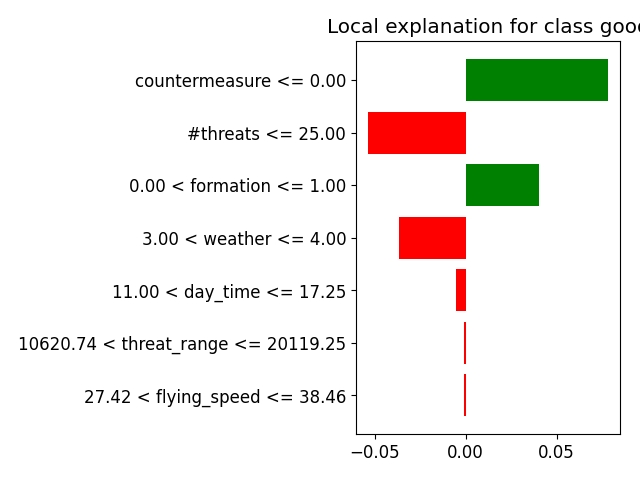 Local explanation for class good
countermeasure <= 0.00
#threats <= 25.00
0.00 < formation <= 1.00
3.00 < weather <= 4.00
11.00 < day_time <= 17.25
10620.74 < threat_range <= 20119.25
27.42 < flying_speed <= 38.46
−0.05 0.00 0.05